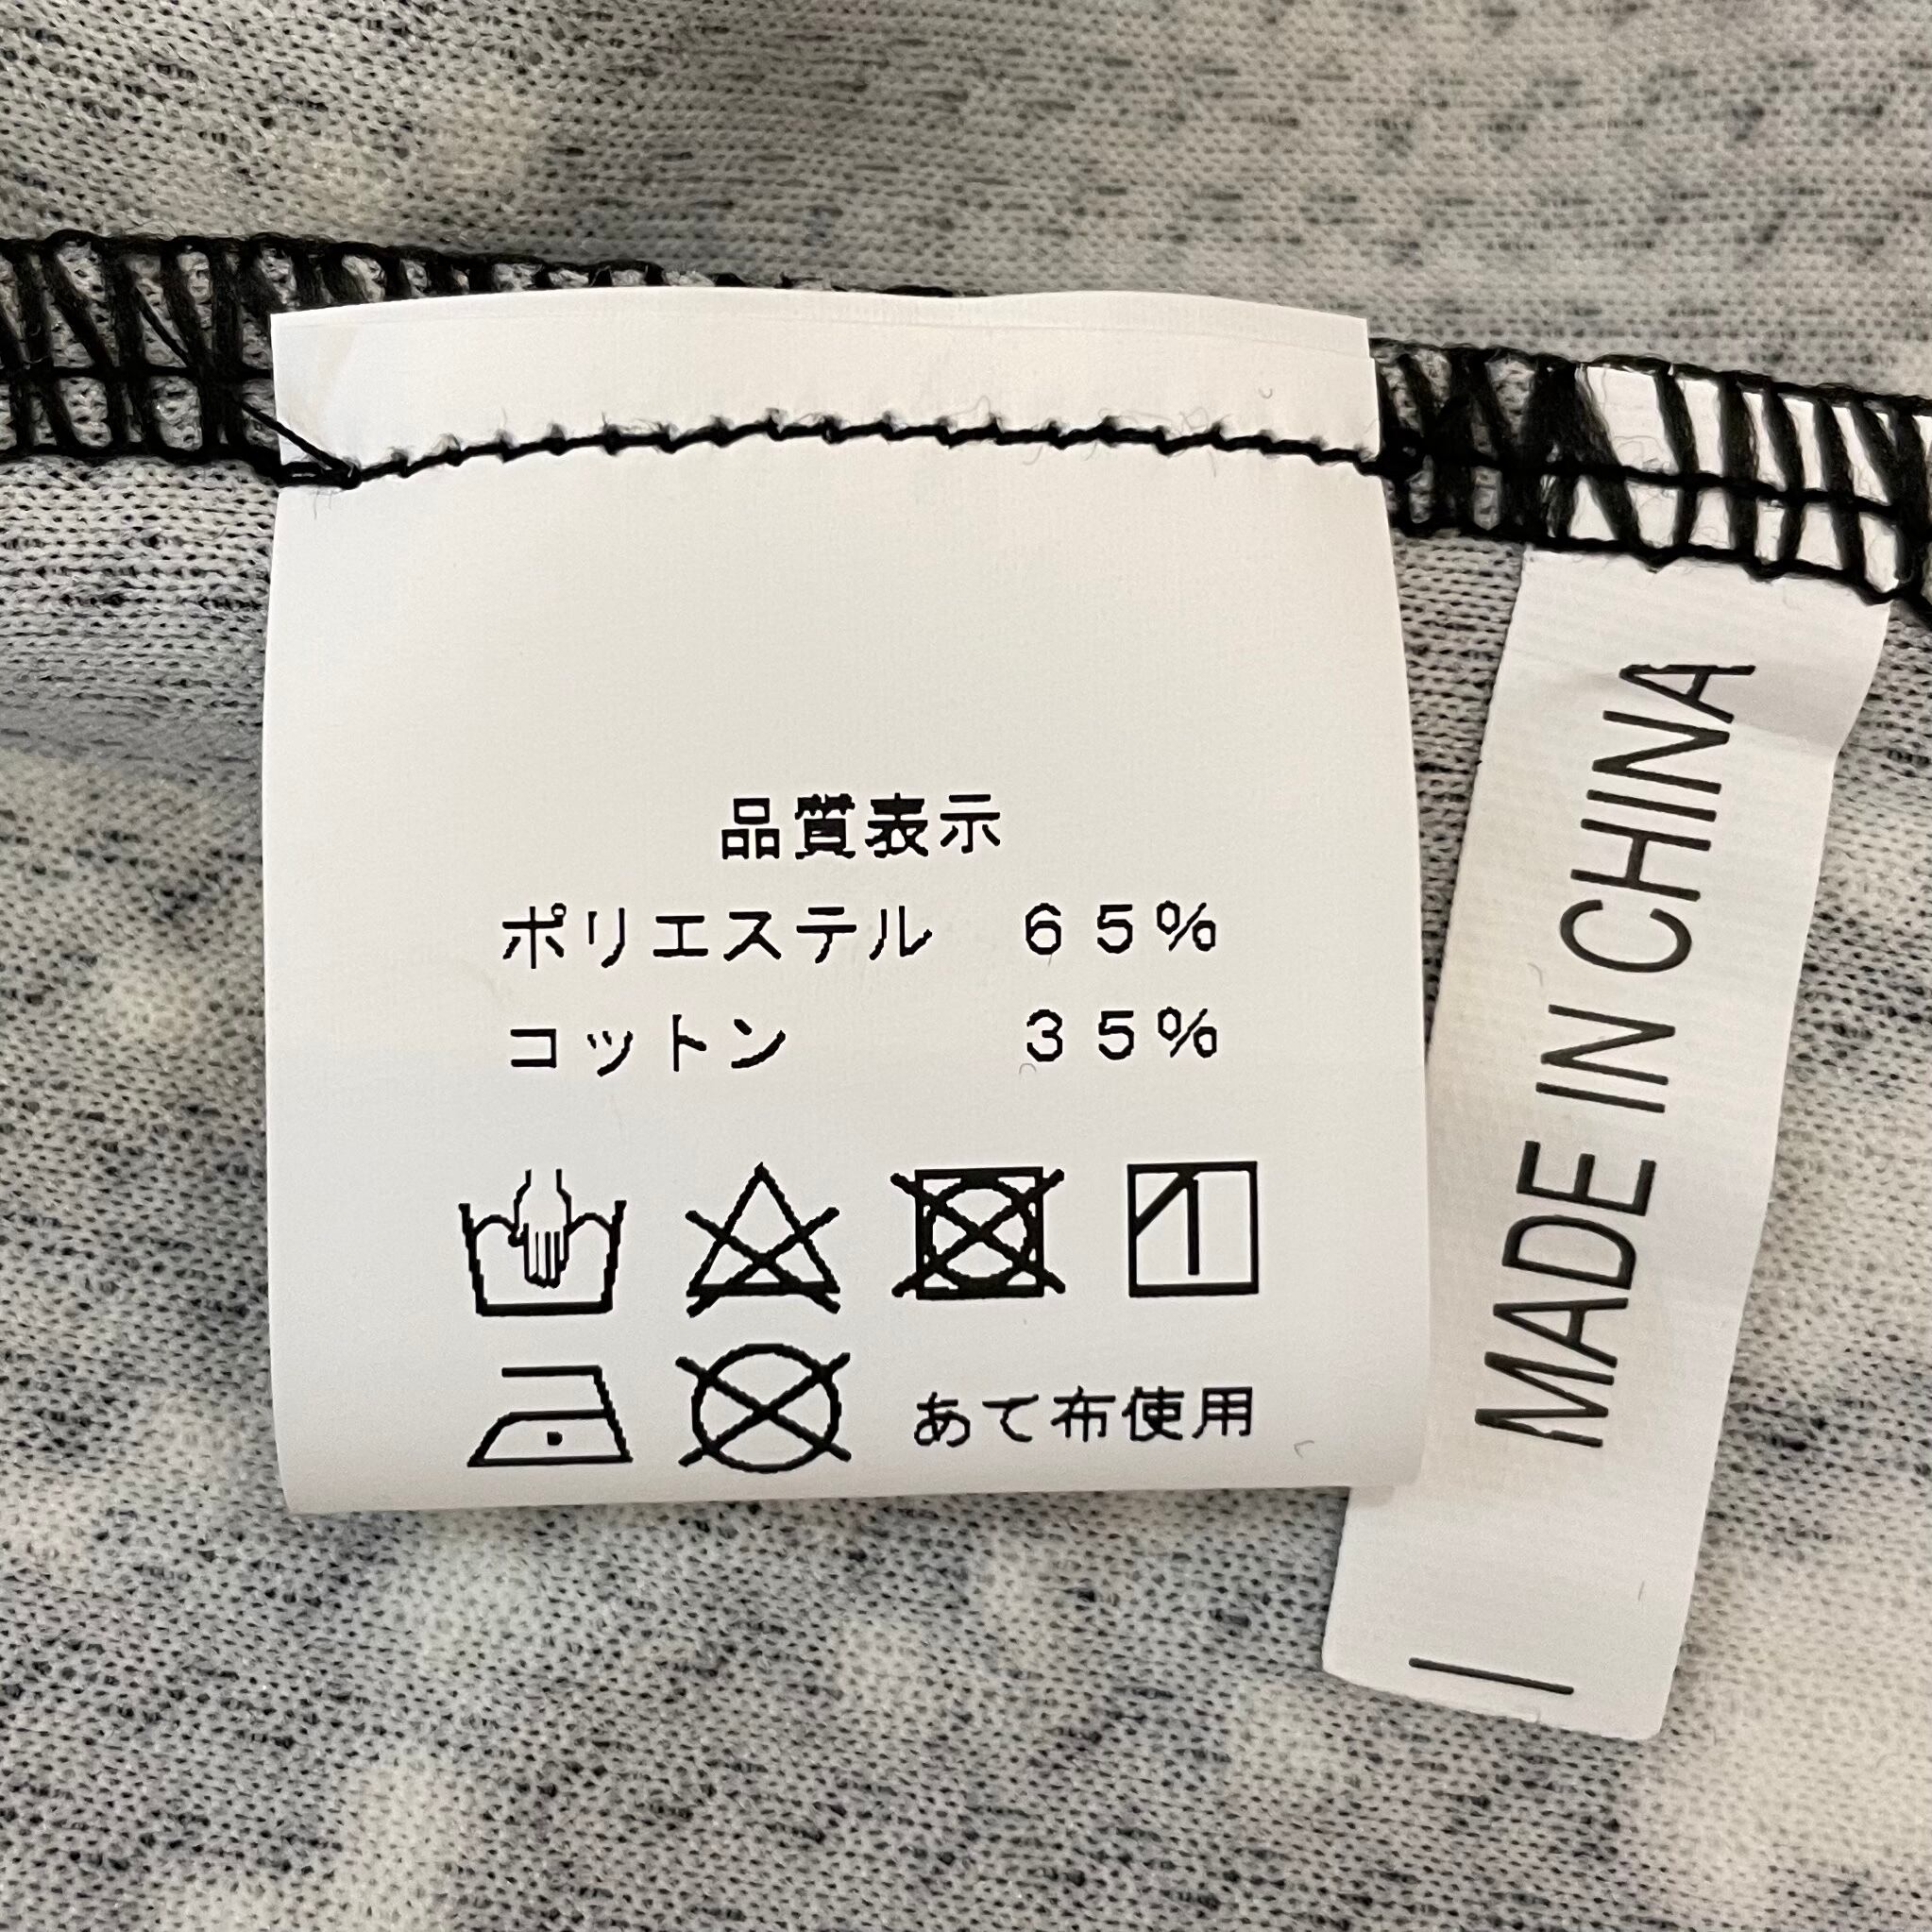 品質表示
ポリエステル　６５％
コットン　３５％
あて布使用
MADE IN CHINA